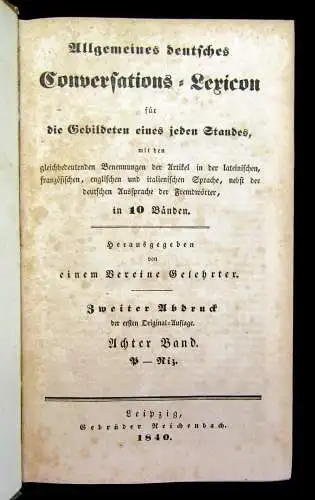 Allgemeines deutsches
Conversations-Lexicon
für
die Gebildeten eines jeden Standes,
mit den
gleichbedeutenden Benennungen der Artikel in der lateinischen,
französischen, englischen und italienischen Sprache, nebst der
deutschen Aussprache der Fremdwörter,
in 10 Bänden.
Herausgegeben
von
einem Vereine Gelehrter.
Zweiter Abdruck
der ersten Original-Auflage.
Achter Band.
P — Riz.
Leipzig,
Gebrüder Reichenbach.
1840.